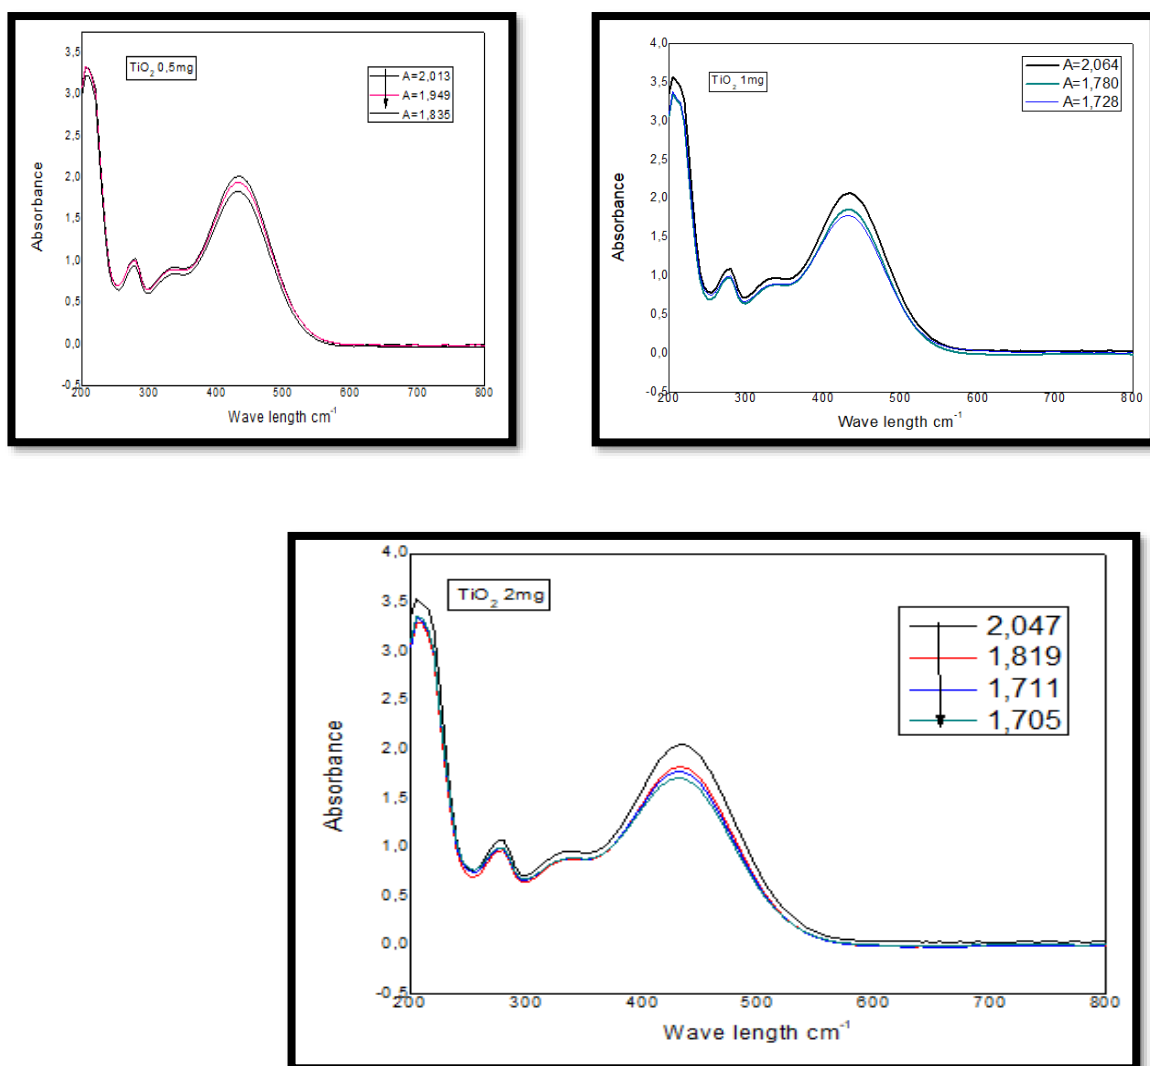 3,5
3,0
2,5
2,0
1,5
1,0
0,5
0,0
-0,5
Absorbance
TiO2 0,5mg
A=2,013
A=1,949
A=1,835
200 300 400 500 600 700 800
Wave length cm-1
4,0
3,5
3,0
2,5
2,0
1,5
1,0
0,5
0,0
-0,5
Absorbance
TiO2 1mg
A=2,064
A=1,780
A=1,728
200 300 400 500 600 700 800
Wave length cm-1
4,0
3,5
3,0
2,5
2,0
1,5
1,0
0,5
0,0
-0,5
Absorbance
TiO2 2mg
2,047
1,819
1,711
1,705
200 300 400 500 600 700 800
Wave length cm-1